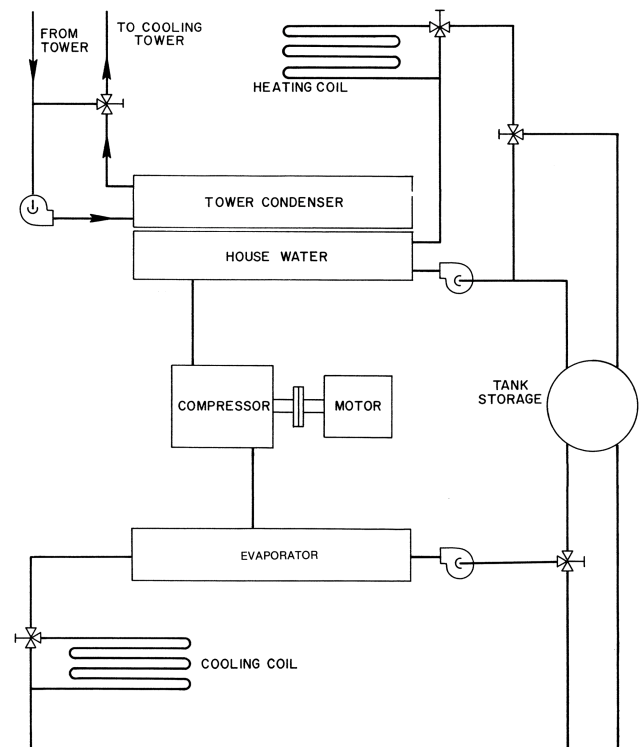 FROM
TOWER
TO COOLING
TOWER
HEATING COIL
TOWER CONDENSER
HOUSE WATER
COMPRESSOR
MOTOR
TANK
STORAGE
EVAPORATOR
COOLING COIL